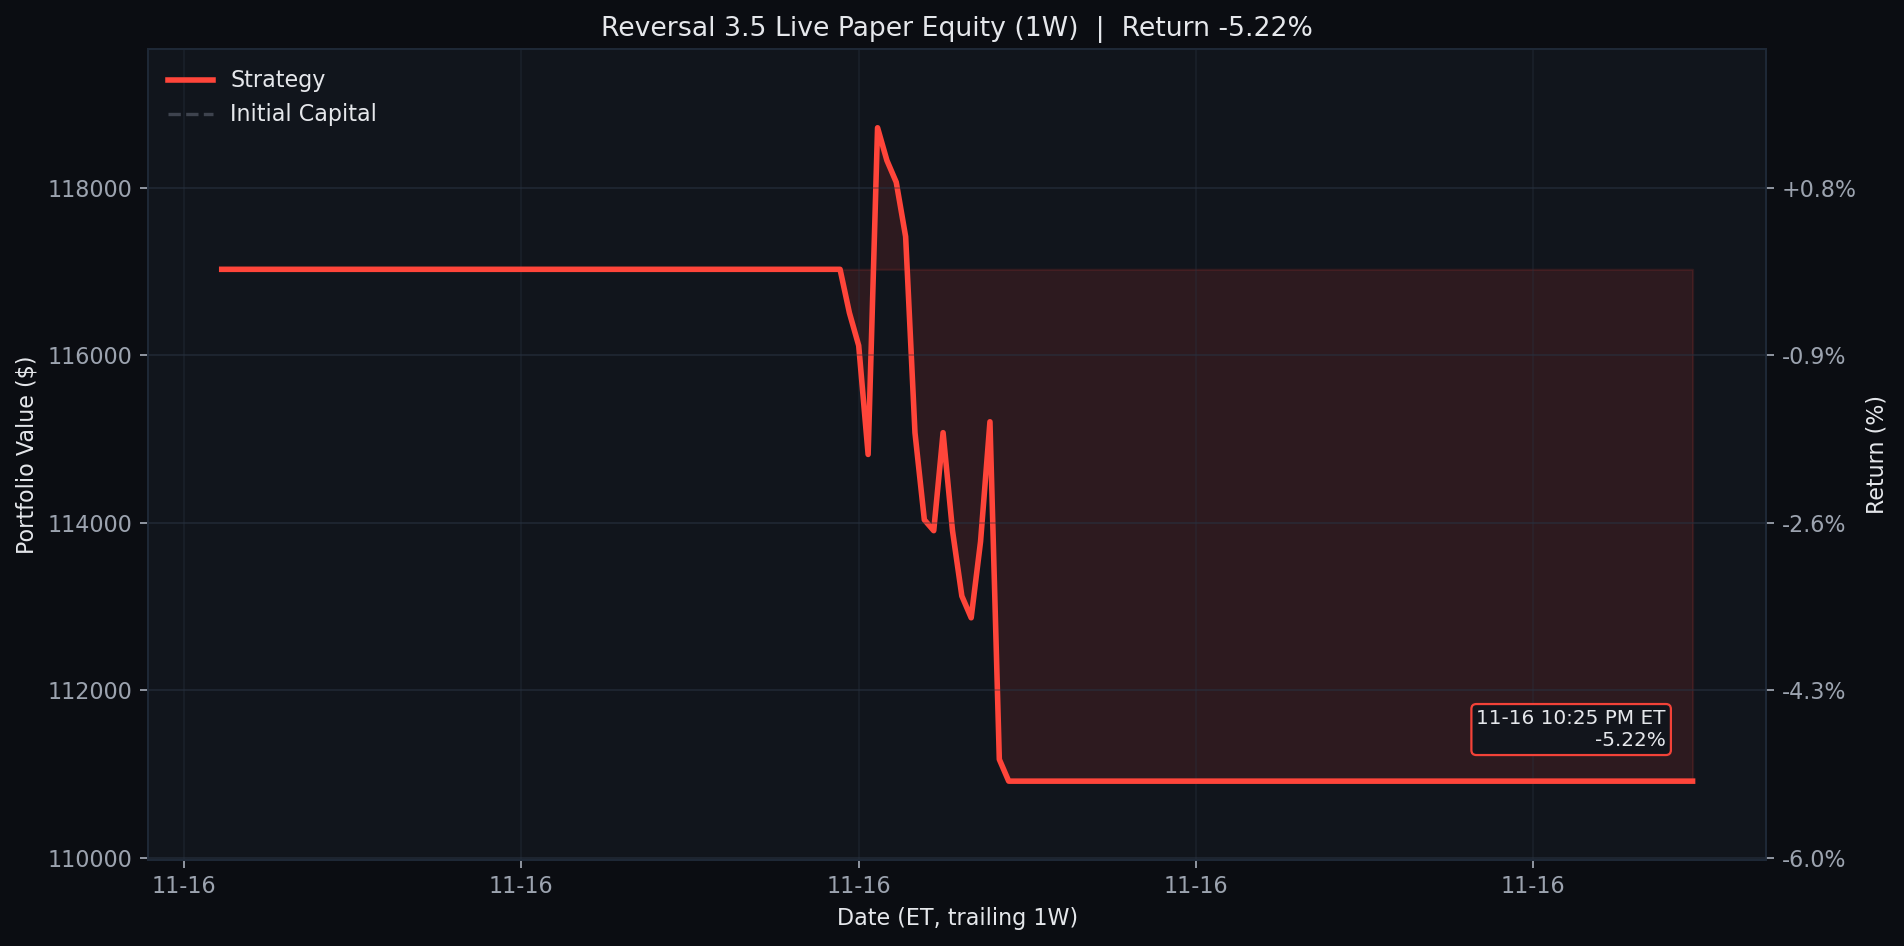 Reversal 3.5 Live Paper Equity (1W) | Return -5.22%
Strategy
Initial Capital
118000
116000
114000
112000
110000
Portfolio Value ($)
+0.8%
-0.9%
-2.6%
-4.3%
-6.0%
Return (%)
11-16 10:25 PM ET
-5.22%
11-16 11-16 11-16 11-16 11-16
Date (ET, trailing 1W)